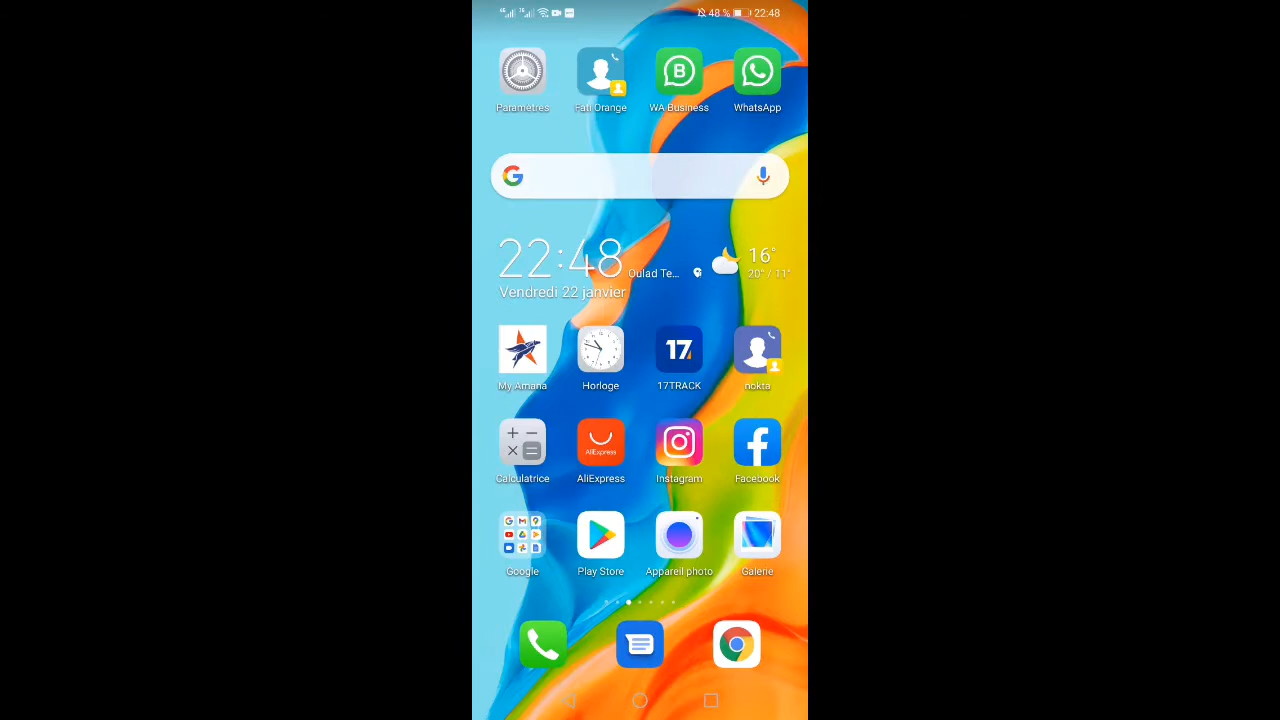 48 % 22:48
Paramètres Fati Orange WA Business WhatsApp
22:48
Oulad Te... 16°
20° / 11°
Vendredi 22 janvier
17
My Amana Horloge 17TRACK nokta
AliExpress
Calculatrice AliExpress Instagram Facebook
Google Play Store Appareil photo Galerie